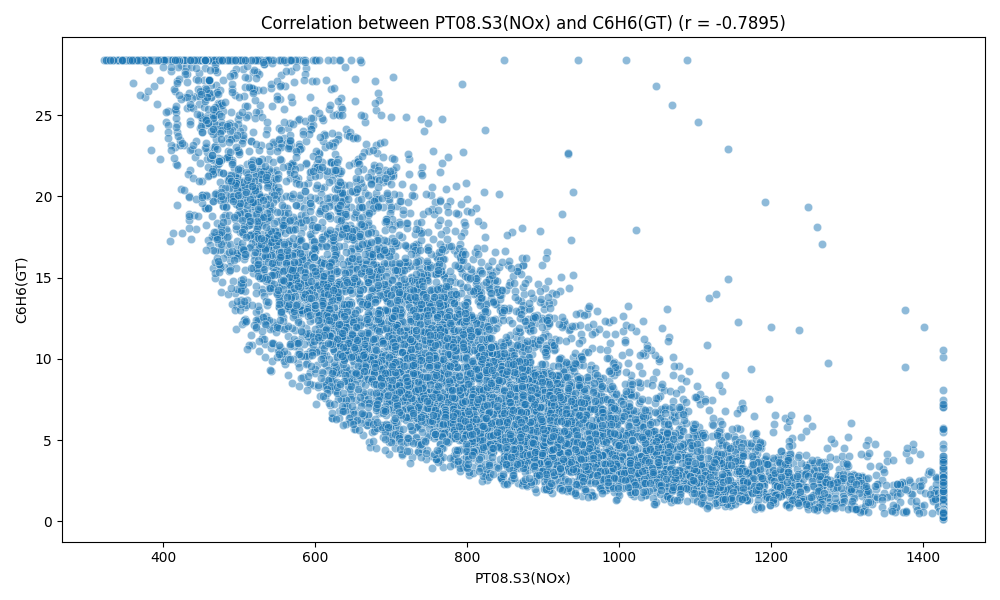 Correlation between PT08.S3(NOx) and C6H6(GT) (r = -0.7895)
25
20
15
10
5
0
C6H6(GT)
400 600 800 1000 1200 1400
PT08.S3(NOx)